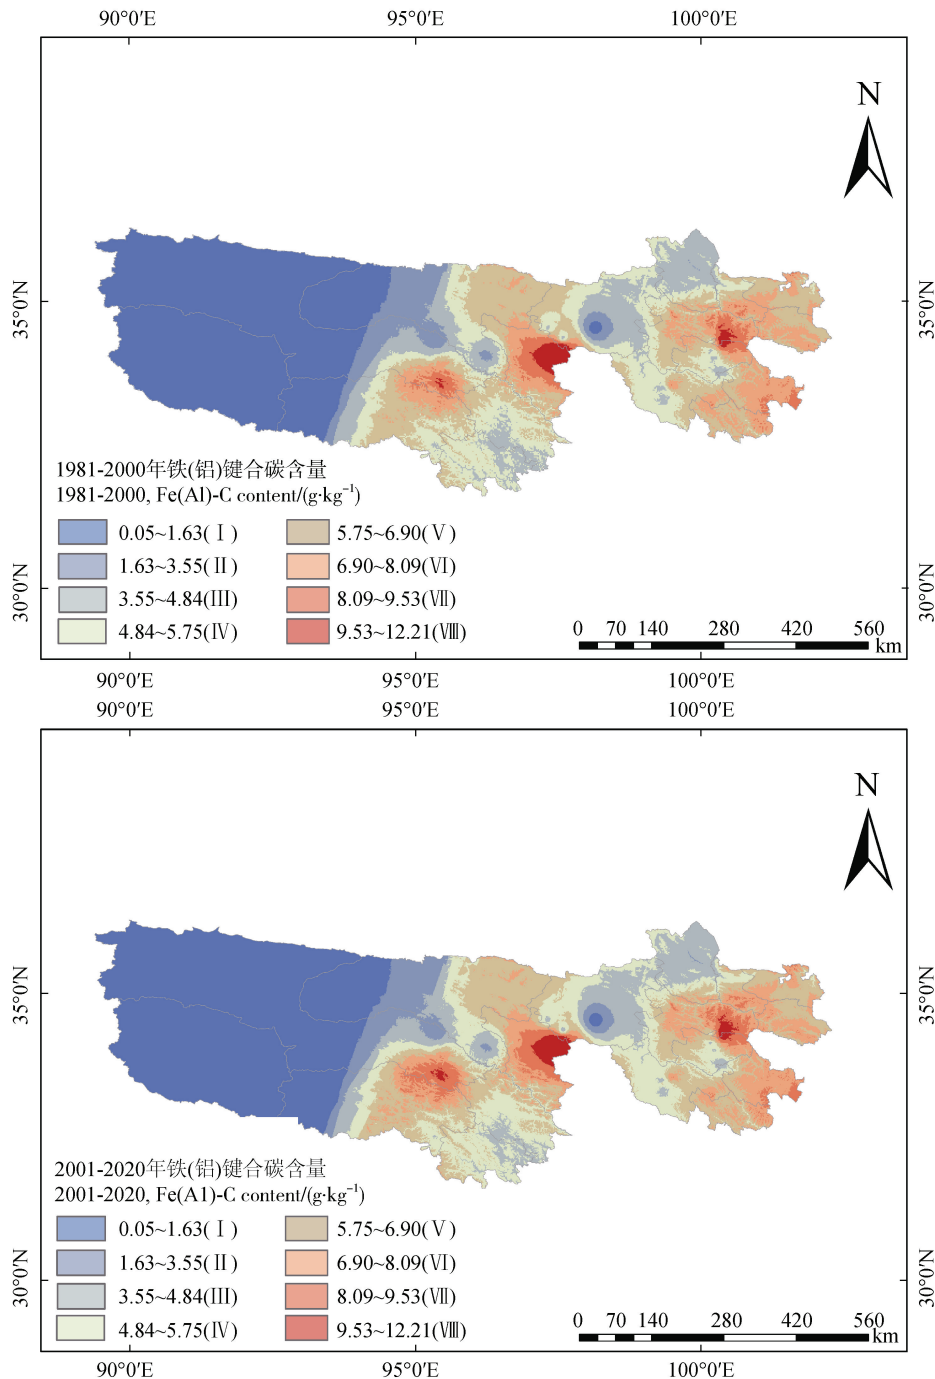 90°0′E 95°0′E 100°0′E
N
35°0′N 35°0′N
1981-2000年铁(铝)键合碳含量
1981-2000, Fe(Al)-C content/(g·kg⁻¹)
0.05~1.63(Ⅰ) 5.75~6.90(Ⅴ)
1.63~3.55(Ⅱ) 6.90~8.09(Ⅵ)
3.55~4.84(Ⅲ) 8.09~9.53(Ⅶ)
4.84~5.75(Ⅳ) 9.53~12.21(Ⅷ)
30°0′N 30°0′N
0 70 140 280 420 560
km
90°0′E 95°0′E 100°0′E
90°0′E 95°0′E 100°0′E
N
35°0′N 35°0′N
2001-2020年铁(铝)键合碳含量
2001-2020, Fe(A1)-C content/(g·kg⁻¹)
0.05~1.63(Ⅰ) 5.75~6.90(Ⅴ)
1.63~3.55(Ⅱ) 6.90~8.09(Ⅵ)
3.55~4.84(Ⅲ) 8.09~9.53(Ⅶ)
4.84~5.75(Ⅳ) 9.53~12.21(Ⅷ)
30°0′N 30°0′N
0 70 140 280 420 560
km
90°0′E 95°0′E 100°0′E